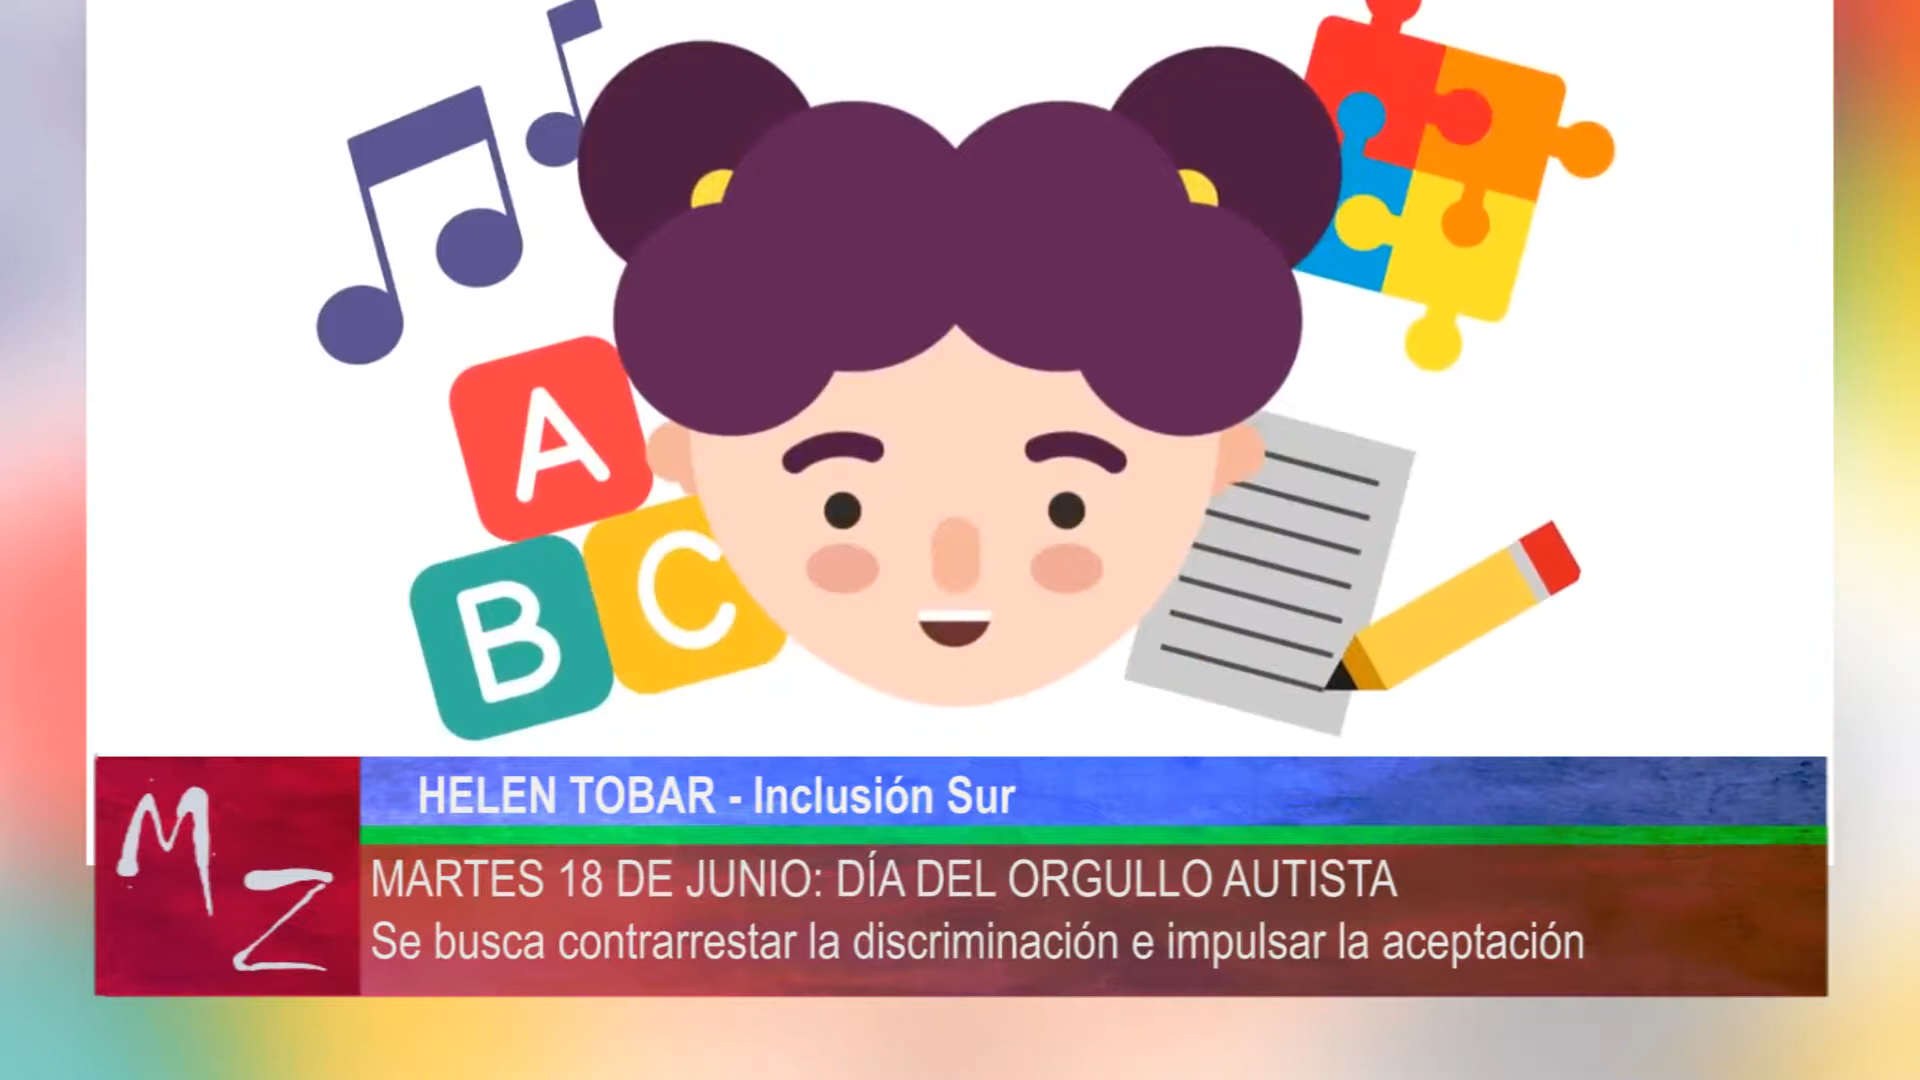 A
B C
HELEN TOBAR - Inclusión Sur
MZ
MARTES 18 DE JUNIO: DÍA DEL ORGULLO AUTISTA
Se busca contrarrestar la discriminación e impulsar la aceptación